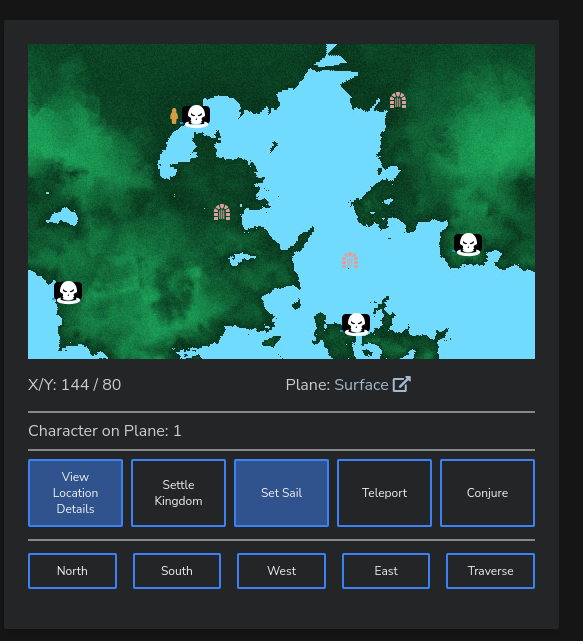 X/Y: 144 / 80
Plane: Surface
Character on Plane: 1
View
Location
Details
Settle
Kingdom
Set Sail
Teleport
Conjure
North
South
West
East
Traverse